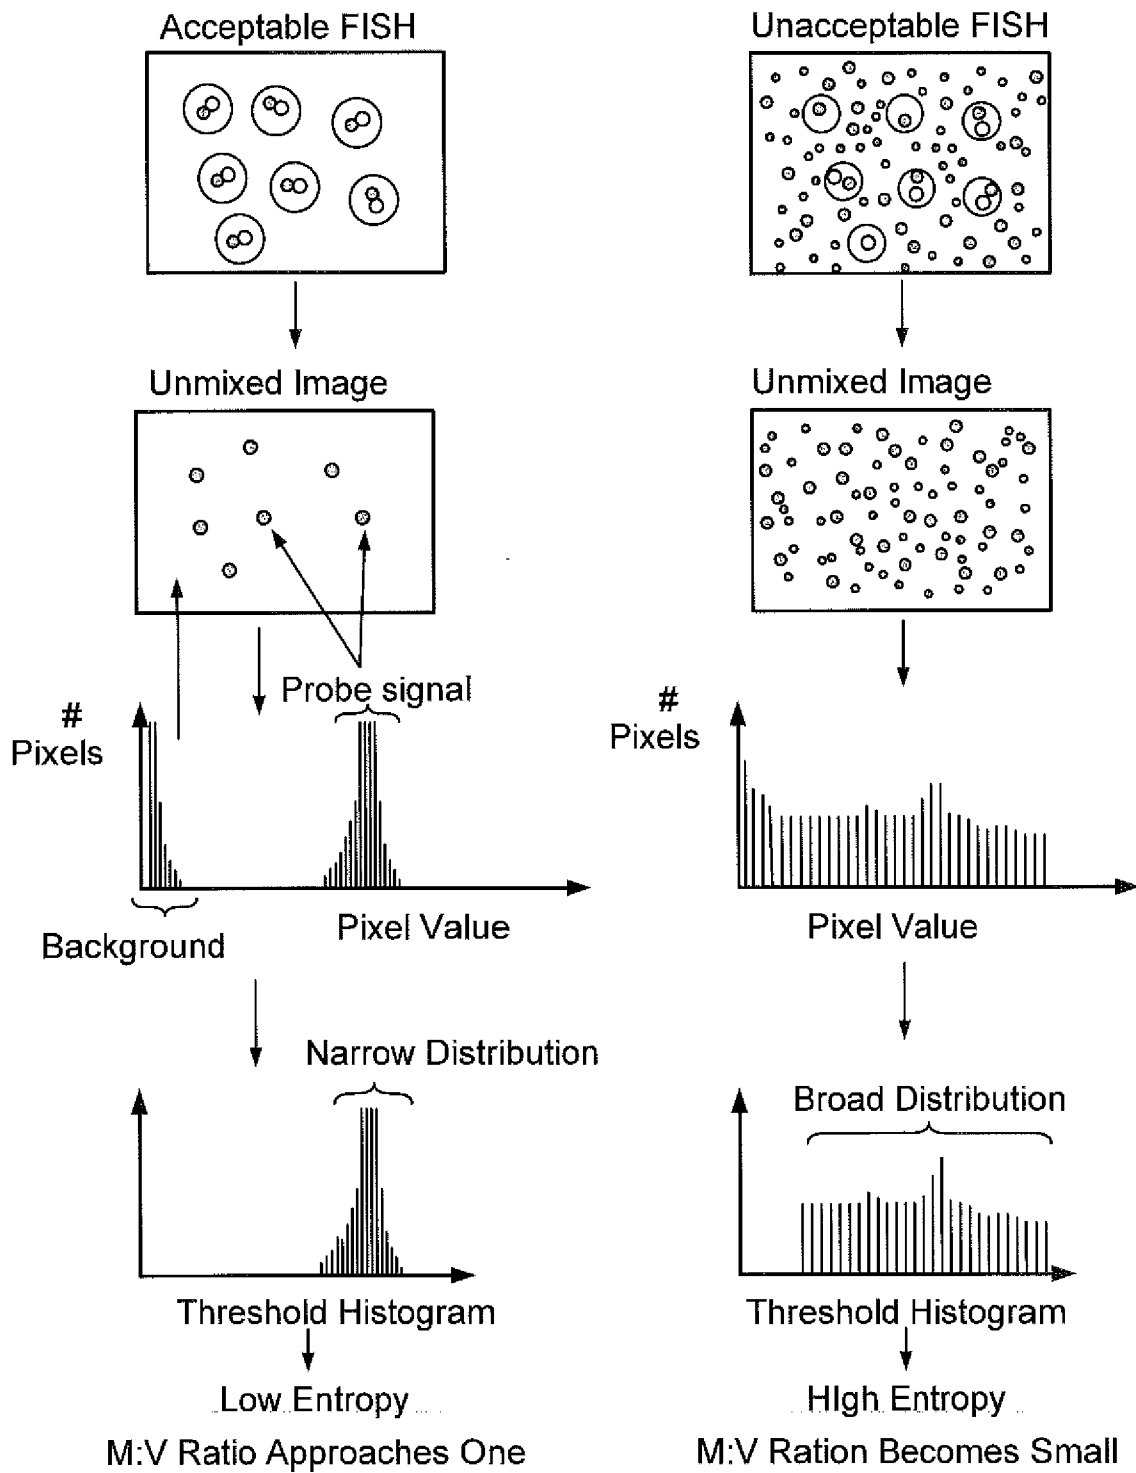 Acceptable FISH
Unmixed Image
Probe signal
#
Pixels
Pixel Value
Background
Narrow Distribution
Threshold Histogram
Low Entropy
M:V Ratio Approaches One
Unacceptable FISH
Unmixed Image
#
Pixels
Pixel Value
Broad Distribution
Threshold Histogram
HIgh Entropy
M:V Ration Becomes Small